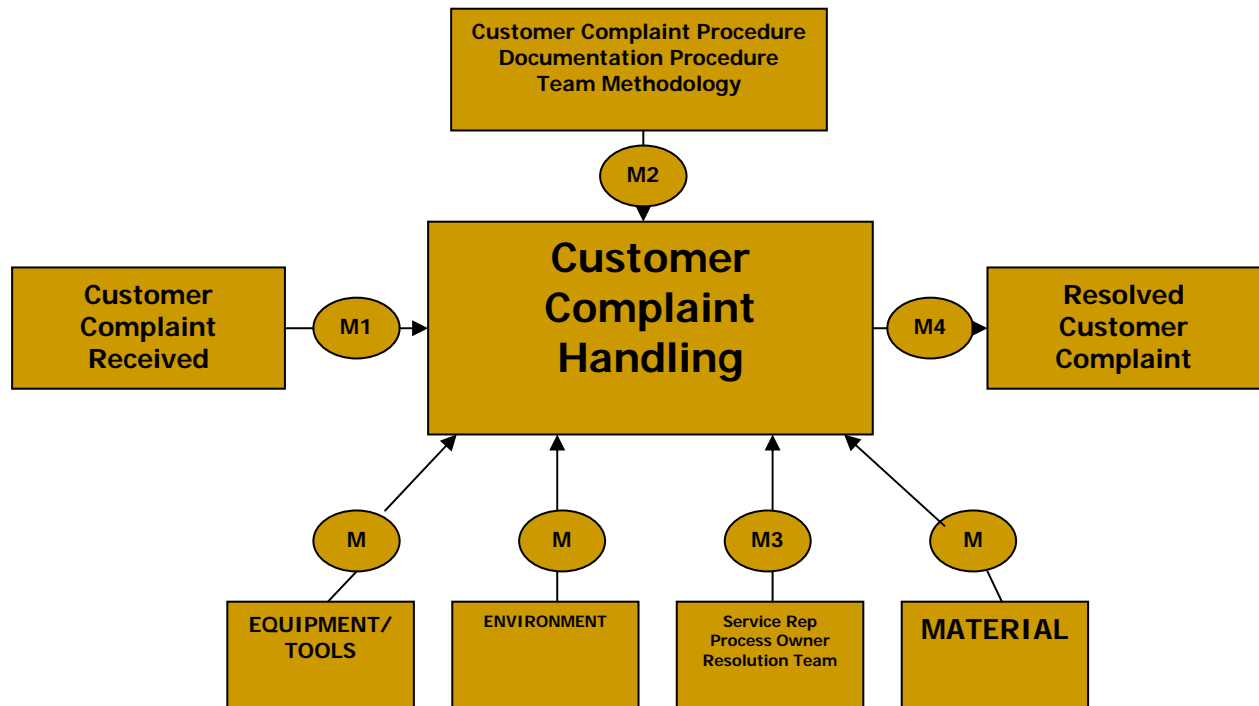 Customer Complaint Procedure
Documentation Procedure
Team Methodology
M2
Customer
Complaint
Received
M1
Customer
Complaint
Handling
M4
Resolved
Customer
Complaint
M
M
M3
M
EQUIPMENT/
TOOLS
ENVIRONMENT
Service Rep
Process Owner
Resolution Team
MATERIAL